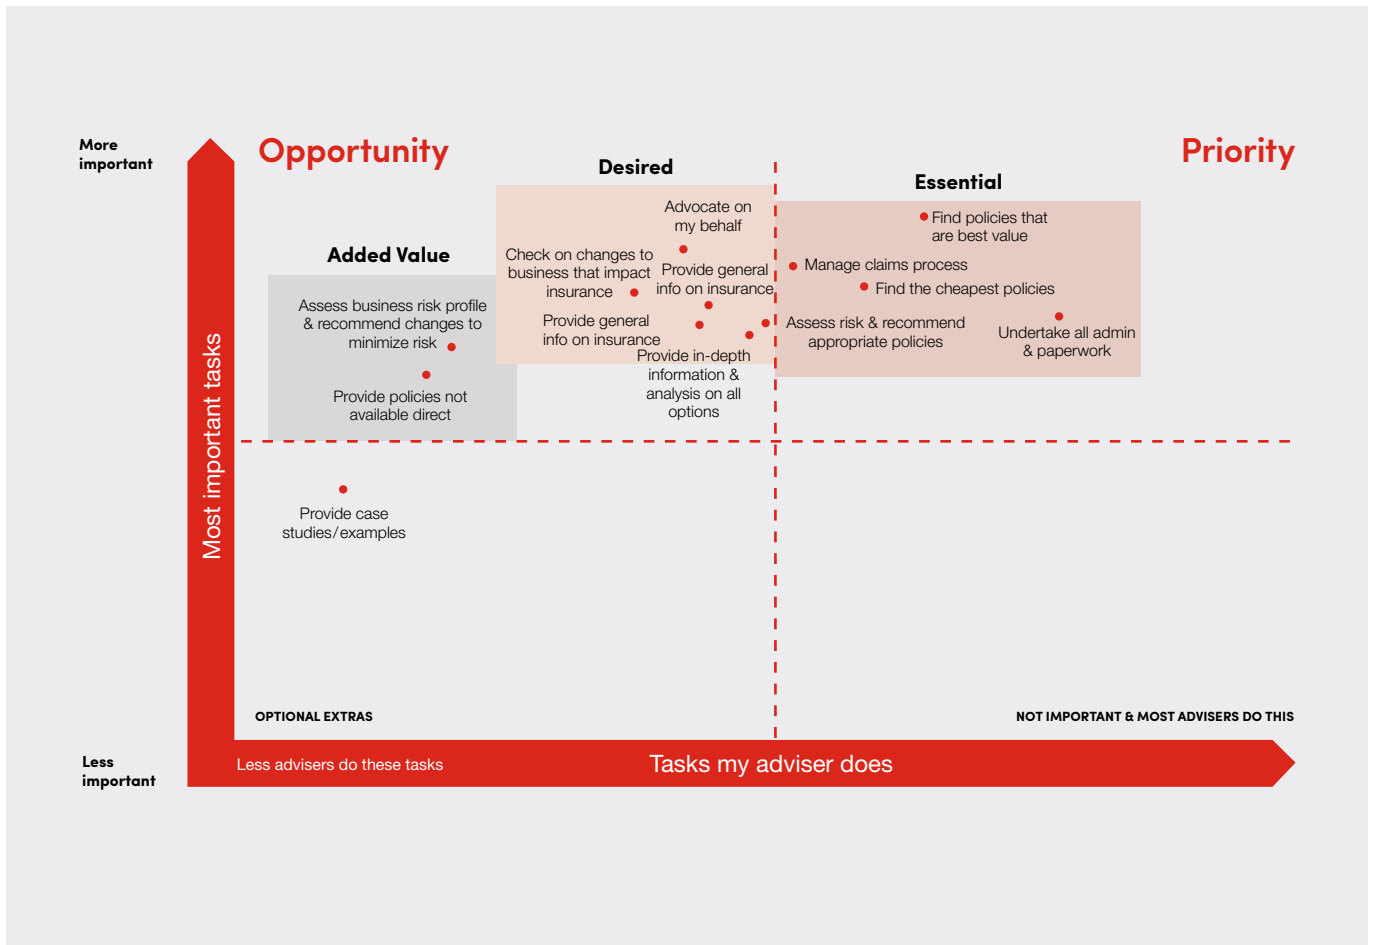 More
important
Opportunity
Priority
Desired
Essential
Added Value
Advocate on
my behalf
Check on changes to
business that impact
insurance
Provide general
info on insurance
Provide general
info on insurance
Provide in-depth
information &
analysis on all
options
Find policies that
are best value
Manage claims process
Find the cheapest policies
Assess risk & recommend
appropriate policies
Undertake all admin
& paperwork
Assess business risk profile
& recommend changes to
minimize risk
Provide policies not
available direct
Most important tasks
Provide case
studies/examples
OPTIONAL EXTRAS
NOT IMPORTANT & MOST ADVISERS DO THIS
Less
important
Less advisers do these tasks
Tasks my adviser does